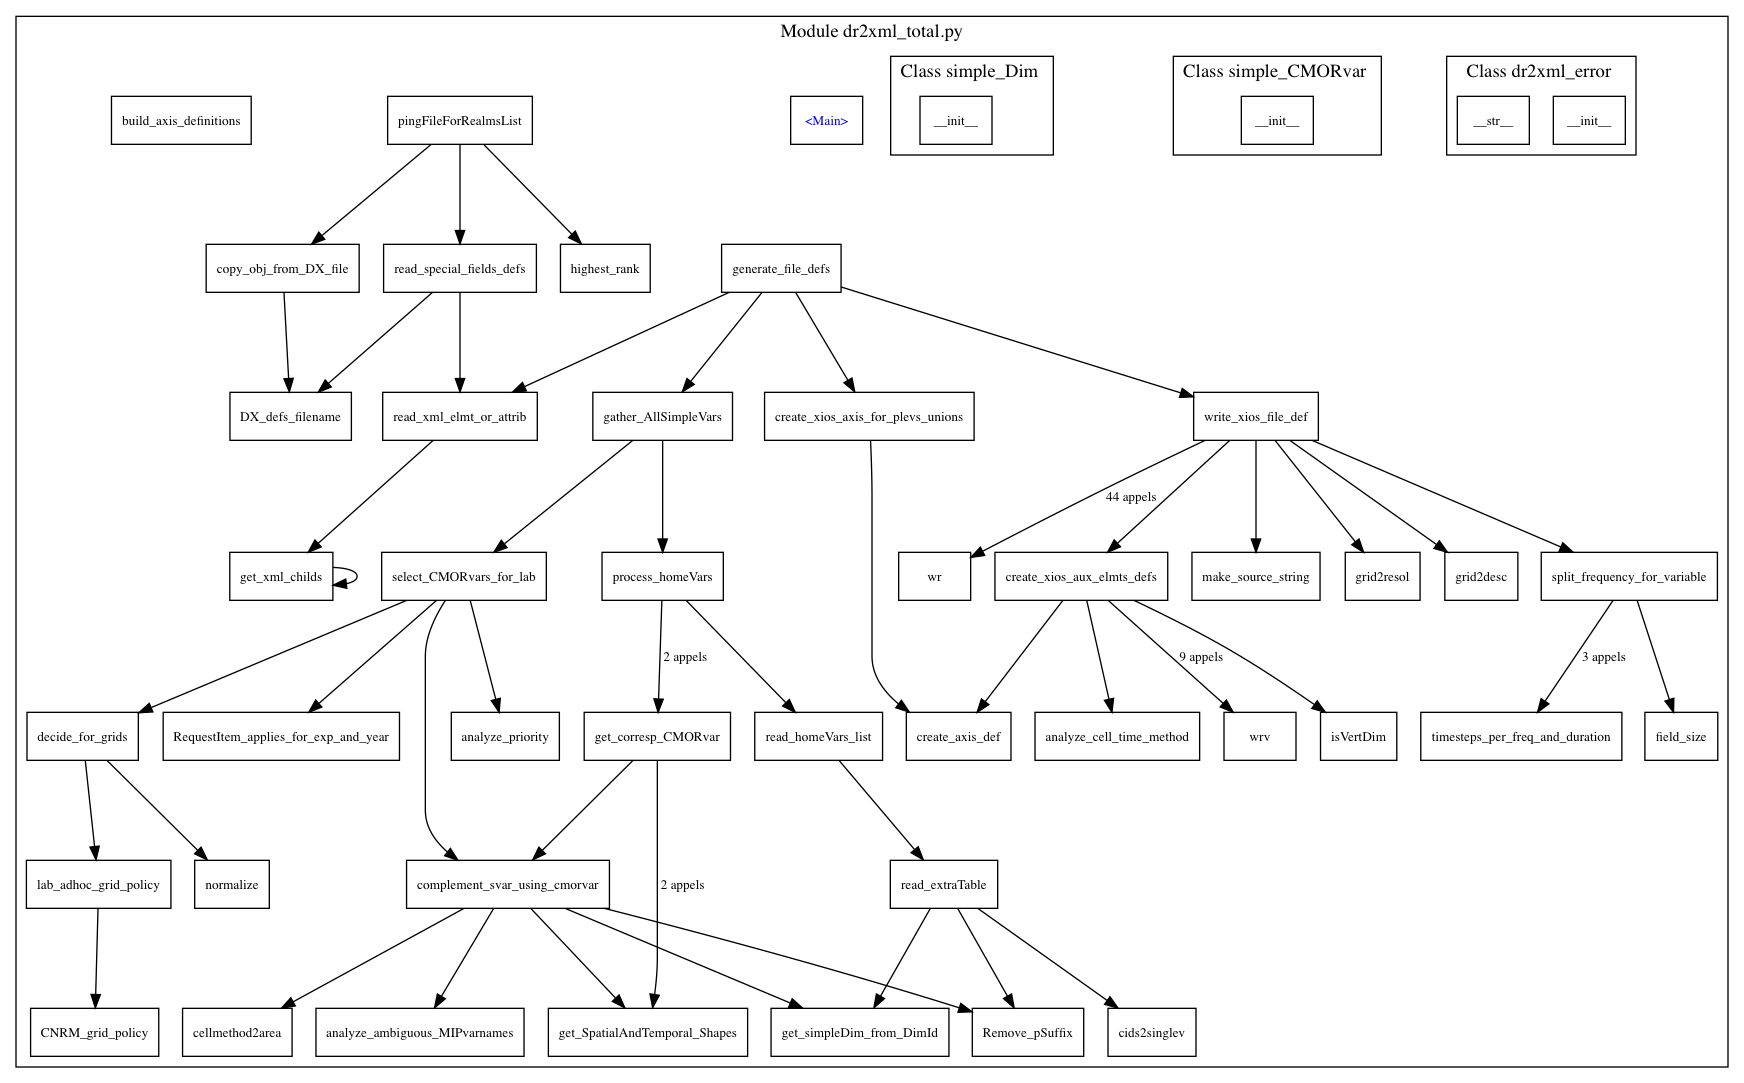 Module dr2xml_total.py
Class simple_Dim
Class simple_CMORvar
Class dr2xml_error
build_axis_definitions
pingFileForRealmsList
<Main>
__init__
__init__
__str__
__init__
copy_obj_from_DX_file
read_special_fields_defs
highest_rank
generate_file_defs
DX_defs_filename
read_xml_elmt_or_attrib
gather_AllSimpleVars
create_xios_axis_for_plevs_unions
write_xios_file_def
44 appels
get_xml_childs
select_CMORvars_for_lab
process_homeVars
wr
create_xios_aux_elmts_defs
make_source_string
grid2resol
grid2desc
split_frequency_for_variable
2 appels
9 appels
3 appels
decide_for_grids
RequestItem_applies_for_exp_and_year
analyze_priority
get_corresp_CMORvar
read_homeVars_list
create_axis_def
analyze_cell_time_method
wrv
isVertDim
timesteps_per_freq_and_duration
field_size
lab_adhoc_grid_policy
normalize
complement_svar_using_cmorvar
2 appels
read_extraTable
CNRM_grid_policy
cellmethod2area
analyze_ambiguous_MIPvarnames
get_SpatialAndTemporal_Shapes
get_simpleDim_from_DimId
Remove_pSuffix
cids2singlev